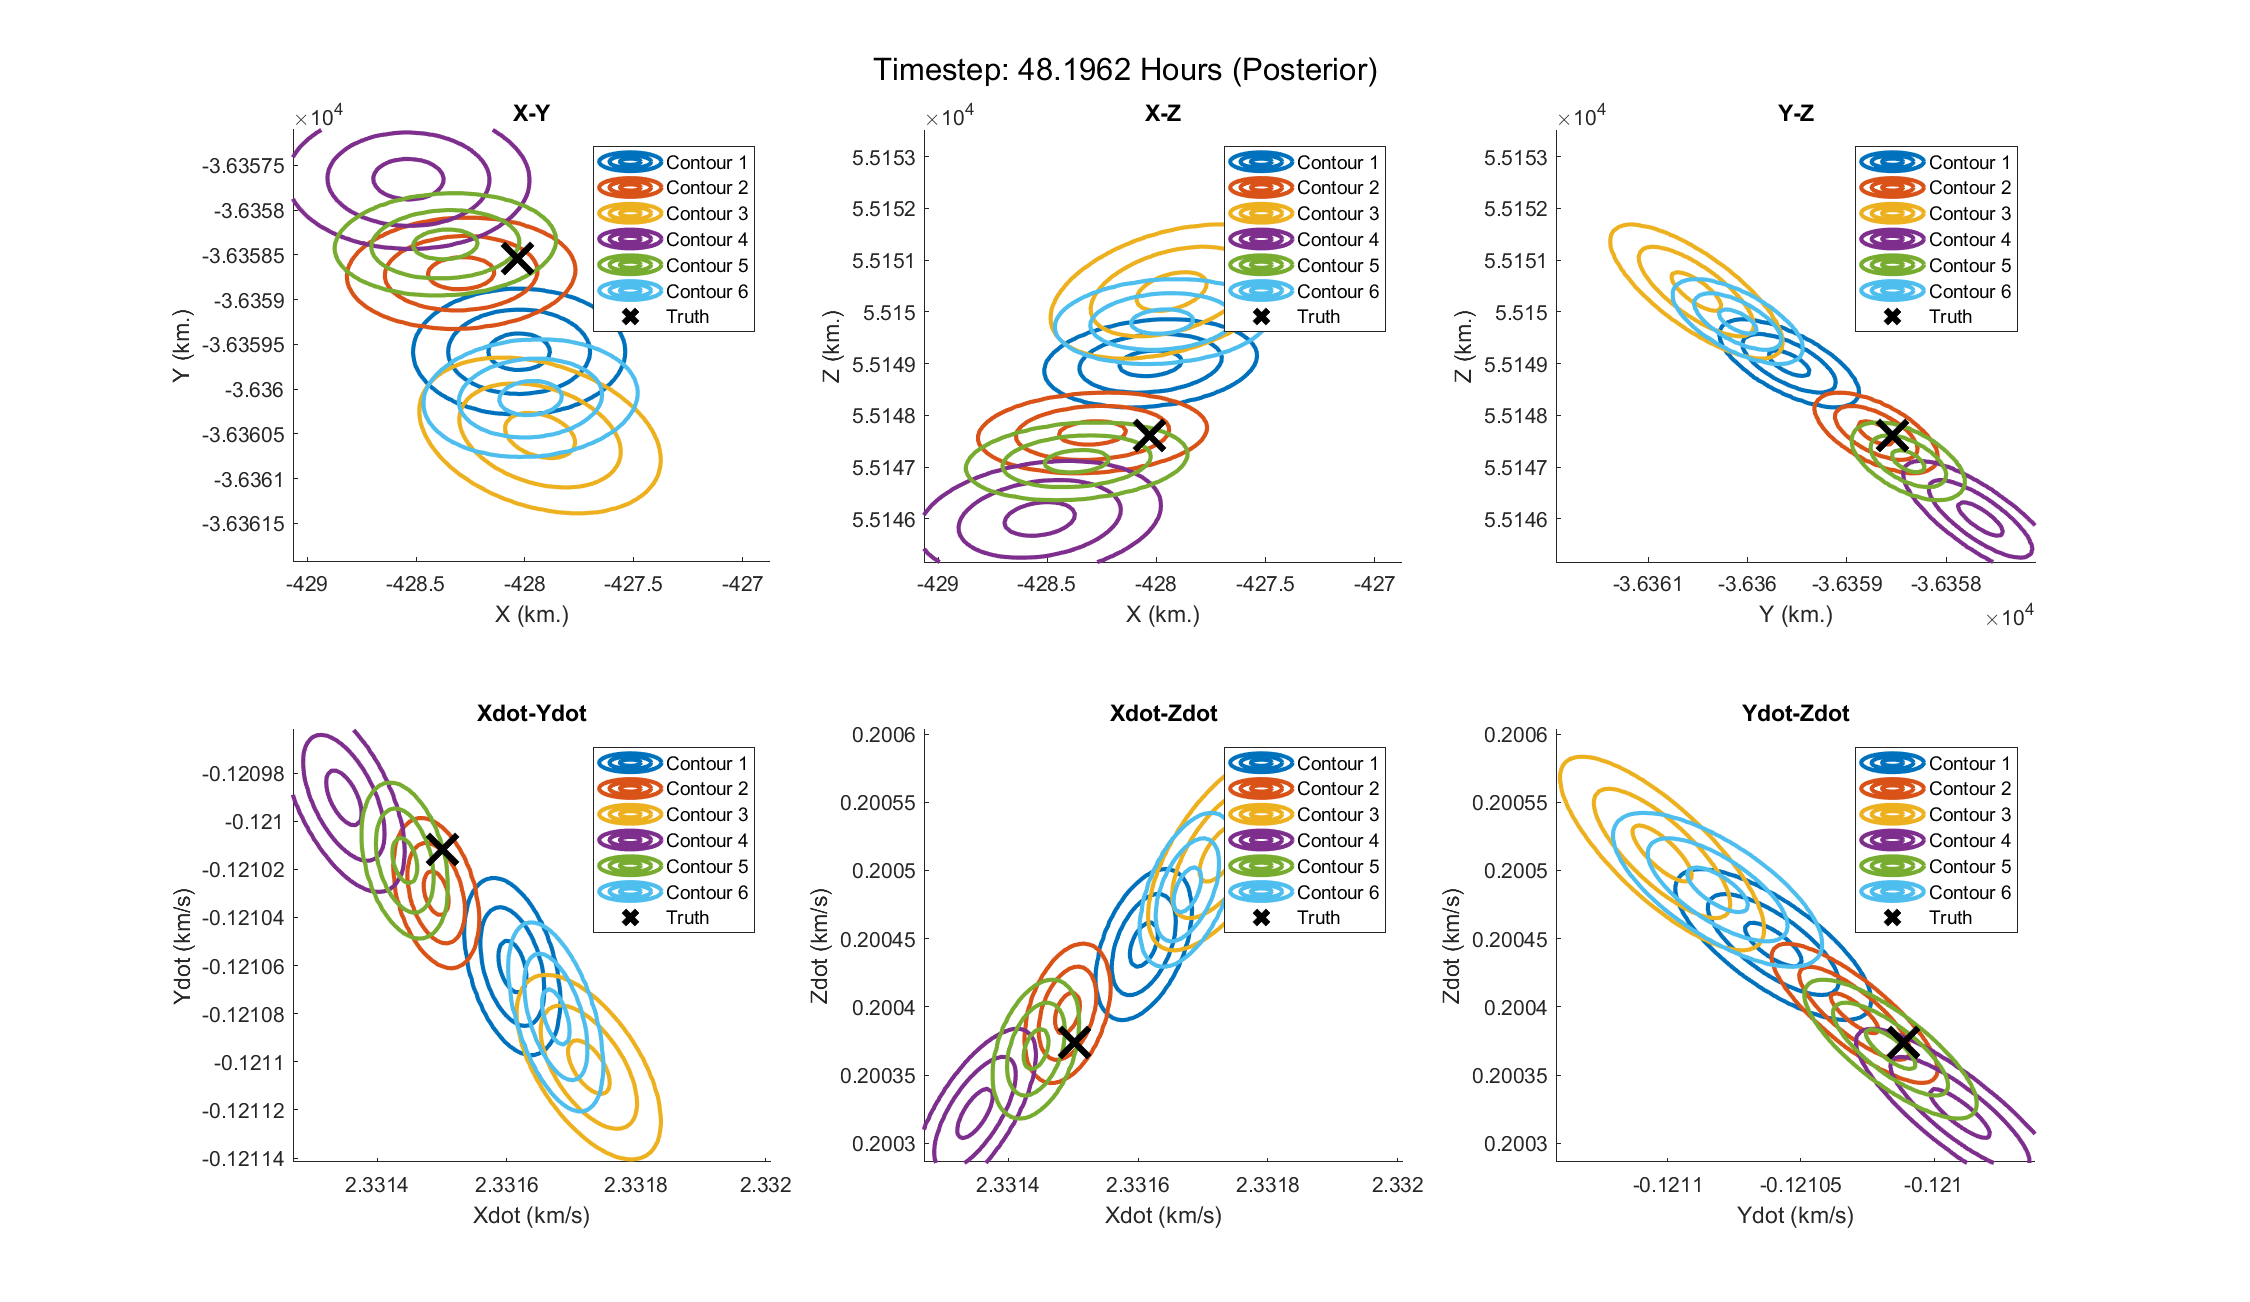 Timestep: 48.1962 Hours (Posterior)
×10^4
X-Y
-3.63575
-3.6358
-3.63585
-3.6359
-3.63595
-3.636
-3.63605
-3.6361
-3.63615
Y (km.)
-429
-428.5
-428
-427.5
-427
X (km.)
Contour 1
Contour 2
Contour 3
Contour 4
Contour 5
Contour 6
Truth
×10^4
X-Z
5.5153
5.5152
5.5151
5.515
5.5149
5.5148
5.5147
5.5146
Z (km.)
-429
-428.5
-428
-427.5
-427
X (km.)
Contour 1
Contour 2
Contour 3
Contour 4
Contour 5
Contour 6
Truth
×10^4
Y-Z
5.5153
5.5152
5.5151
5.515
5.5149
5.5148
5.5147
5.5146
Z (km.)
-3.6361
-3.636
-3.6359
-3.6358
×10^4
Y (km.)
Contour 1
Contour 2
Contour 3
Contour 4
Contour 5
Contour 6
Truth
Xdot-Ydot
-0.12098
-0.121
-0.12102
-0.12104
-0.12106
-0.12108
-0.1211
-0.12112
-0.12114
Ydot (km/s)
2.3314
2.3316
2.3318
2.332
Xdot (km/s)
Contour 1
Contour 2
Contour 3
Contour 4
Contour 5
Contour 6
Truth
Xdot-Zdot
0.2006
0.20055
0.2005
0.20045
0.2004
0.20035
0.2003
Zdot (km/s)
2.3314
2.3316
2.3318
2.332
Xdot (km/s)
Contour 1
Contour 2
Contour 3
Contour 4
Contour 5
Contour 6
Truth
Ydot-Zdot
0.2006
0.20055
0.2005
0.20045
0.2004
0.20035
0.2003
Zdot (km/s)
-0.1211
-0.12105
-0.121
Ydot (km/s)
Contour 1
Contour 2
Contour 3
Contour 4
Contour 5
Contour 6
Truth